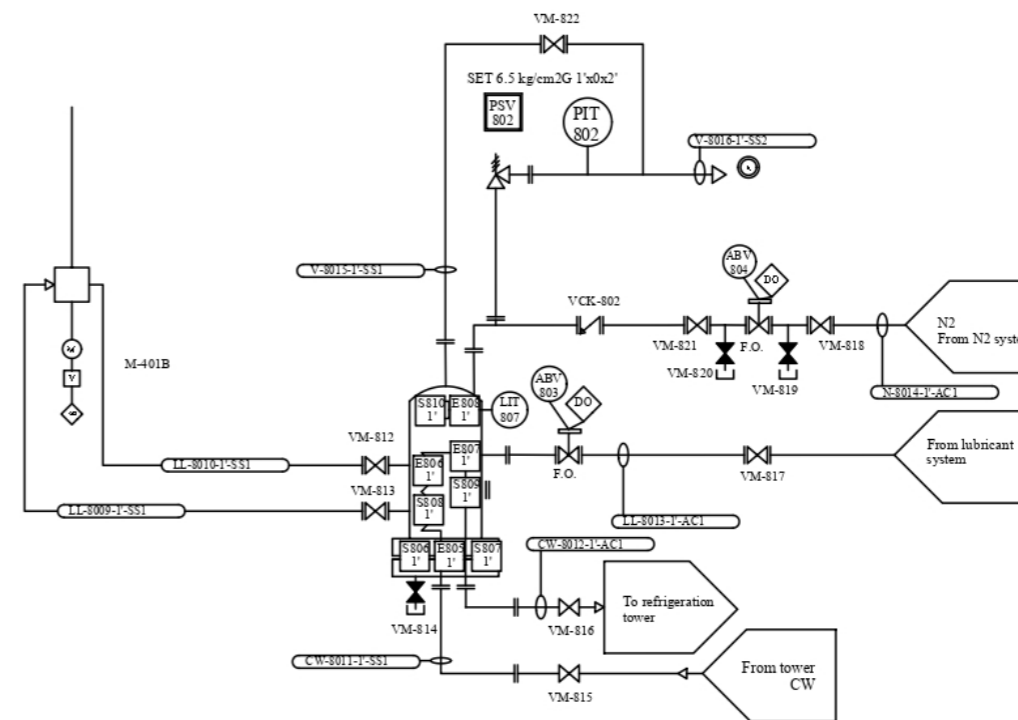 VM-822
SET 6.5 kg/cm2G 1'x0x2'
PSV
802
PIT
802
V-8016-1'-SS2
ABV
804
DO
V-8015-1'-SS1
VCK-802
N2
From N2 syste
VM-821
F.O.
VM-818
VM-820
VM-819
M-401B
N-8014-1'-AC1
ABV
803
DO
S810
1'
E808
1'
LIT
807
VM-812
LL-8010-1'-SS1
E807
1'
E806
1'
From lubricant
system
F.O.
VM-817
VM-813
S809
1'
LL-8009-1'-SS1
S808
1'
LL-8013-1'-AC1
CW-8012-1'-AC1
S806
1'
E805
1'
S807
1'
To refrigeration
tower
VM-814
VM-816
CW-8011-1'-SS1
From tower
CW
VM-815